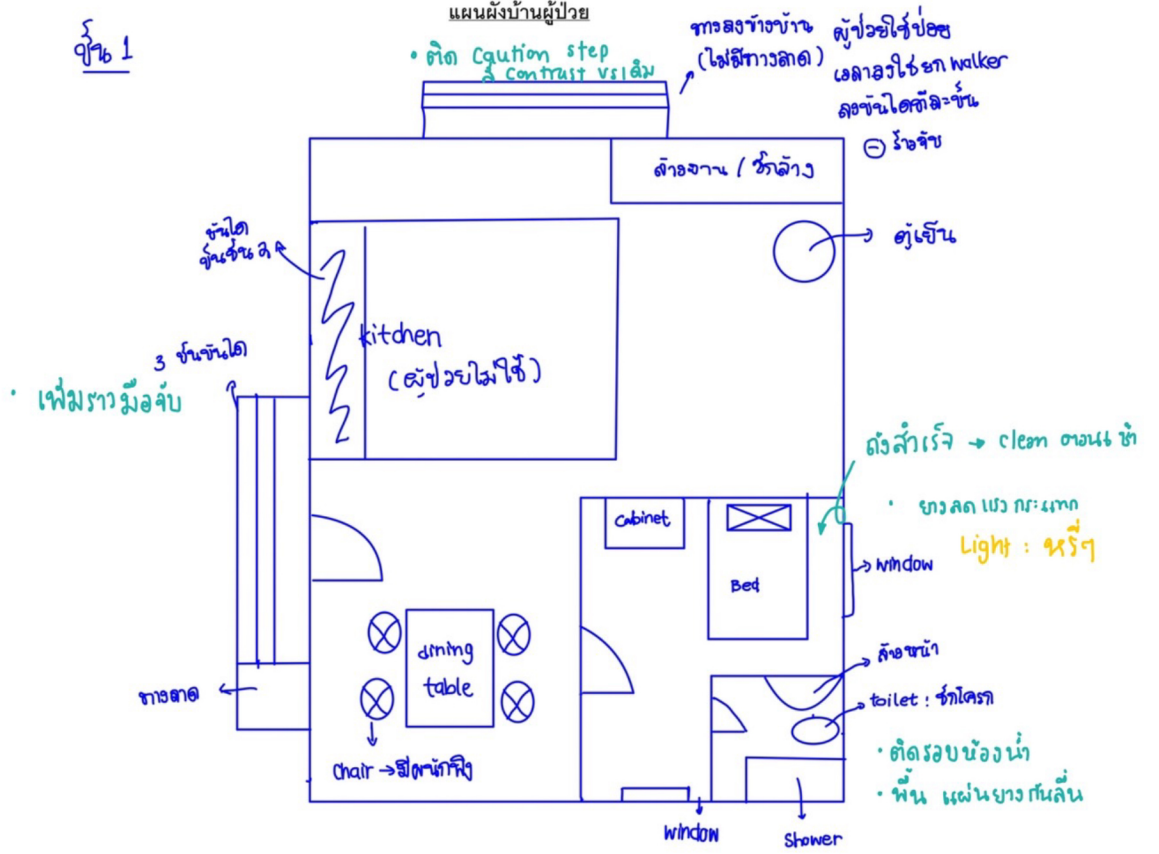 แผนผังบ้านผู้ป่วย
ชั้น 1
• ติด Caution step
สี Contrast vs เดิม
ทางลงข้างบ้าน
(ไม่มีทางลาด)
ผู้ป่วยใช้บ่อย
เวลาลงใช้ยก walker
ลงบันไดทีละขั้น
⊖ ราวจับ
ล้างจาน / ซักล้าง
ตู้เย็น
บันได
ขึ้นชั้น 2
kitchen
(ผู้ป่วยไม่ใช้)
3 ขั้นบันได
• เพิ่มราวมือจับ
ถังสำเร็จ → clean ตอนเช้า
• ยางลดแรงกระแทก
Light : หรี่ๆ
Cabinet
Bed
window
dining
table
ล้างหน้า
toilet : ชักโครก
ทางลาด
Chair → มีพนักพิง
• ติดรอบห้องน้ำ
• พื้น แผ่นยางกันลื่น
window
Shower